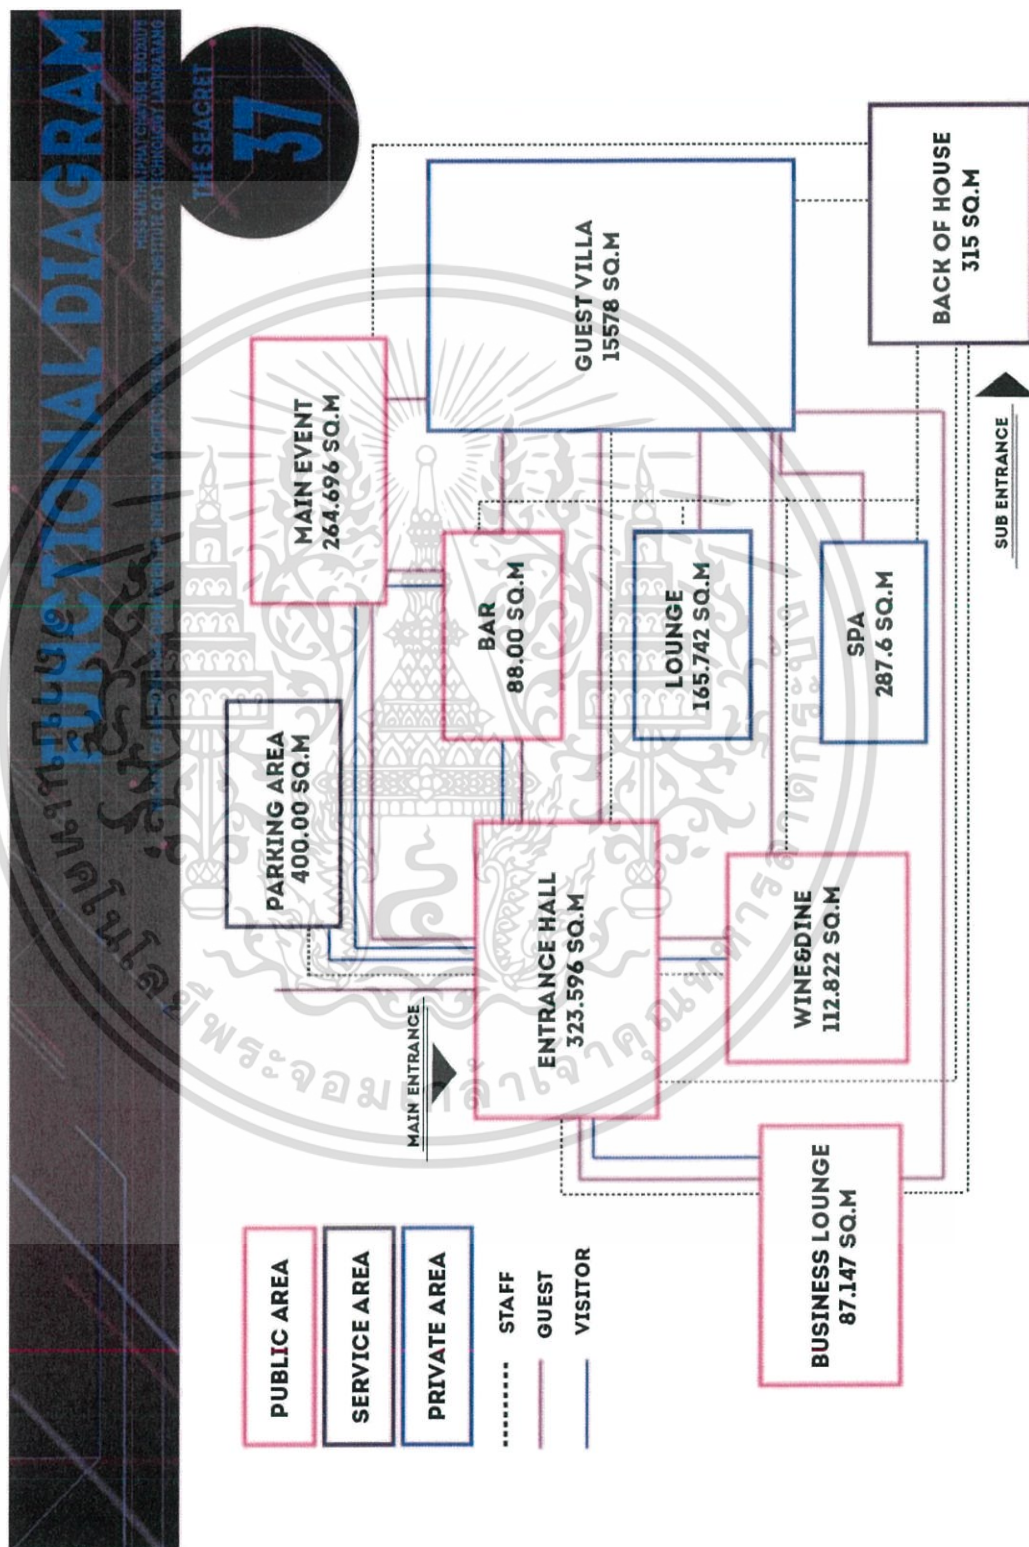 FUNCTIONAL DIAGRAM
THE SEACRET
37
PUBLIC AREA
SERVICE AREA
PRIVATE AREA
STAFF
GUEST
VISITOR
MAIN ENTRANCE
PARKING AREA
400.00 SQ.M
MAIN EVENT
264.696 SQ.M
ENTRANCE HALL
323.596 SQ.M
BAR
88.00 SQ.M
GUEST VILLA
15578 SQ.M
LOUNGE
165.742 SQ.M
WINE&DINE
112.822 SQ.M
SPA
287.6 SQ.M
BUSINESS LOUNGE
87.147 SQ.M
BACK OF HOUSE
315 SQ.M
SUB ENTRANCE